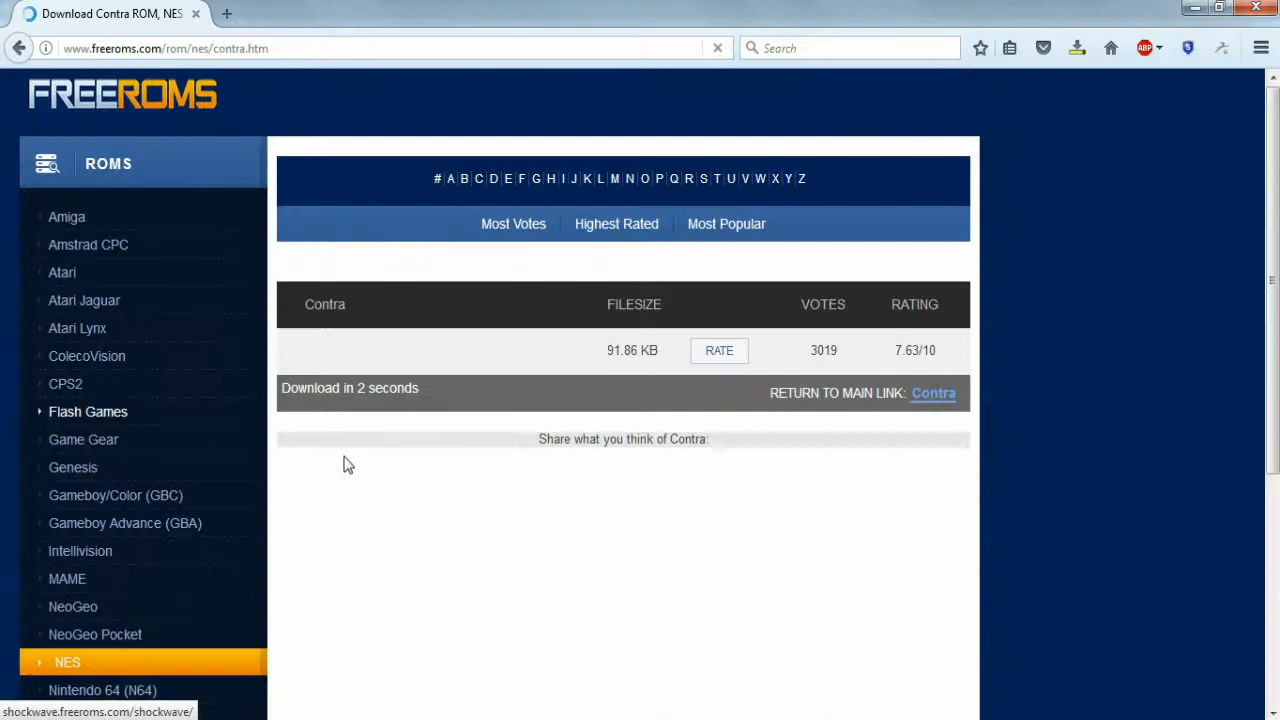 Download Contra ROM, NES
www.freeroms.com/rom/nes/contra.htm
Search
ABP
S
FREEROMS
ROMS
# A B C D E F G H I J K L M N O P Q R S T U V W X Y Z
Most Votes Highest Rated Most Popular
Contra FILESIZE VOTES RATING
91.86 KB RATE 3019 7.63/10
Download in 2 seconds RETURN TO MAIN LINK: Contra
Share what you think of Contra:
Amiga
Amstrad CPC
Atari
Atari Jaguar
Atari Lynx
ColecoVision
CPS2
Flash Games
Game Gear
Genesis
Gameboy/Color (GBC)
Gameboy Advance (GBA)
Intellivision
MAME
NeoGeo
NeoGeo Pocket
NES
Nintendo 64 (N64)
shockwave.freeroms.com/shockwave/